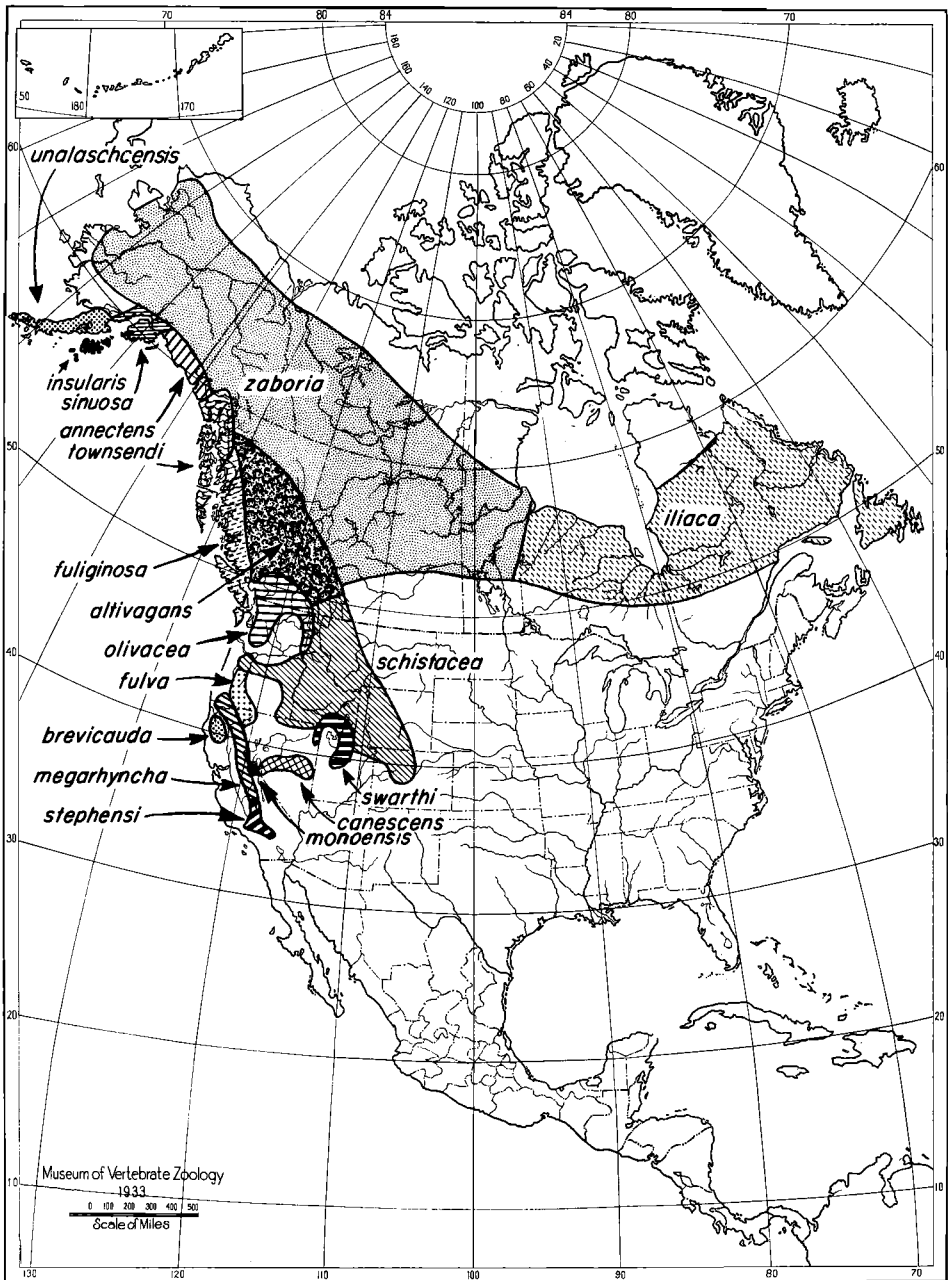 70
80
84
84
80
70
180
160
140
120
100
80
60
40
20
50
180
170
60
60
unalaschcensis
insularis
sinuosa
zaboria
annectens
townsendi
50
50
iliaca
fuliginosa
altivagans
olivacea
schistacea
40
40
fulva
brevicauda
megarhyncha
swarthi
stephensi
canescens
monoensis
30
30
20
20
Museum of Vertebrate Zoology
1933
0 100 200 300 400 500
Scale of Miles
10
10
130
120
110
100
90
80
70